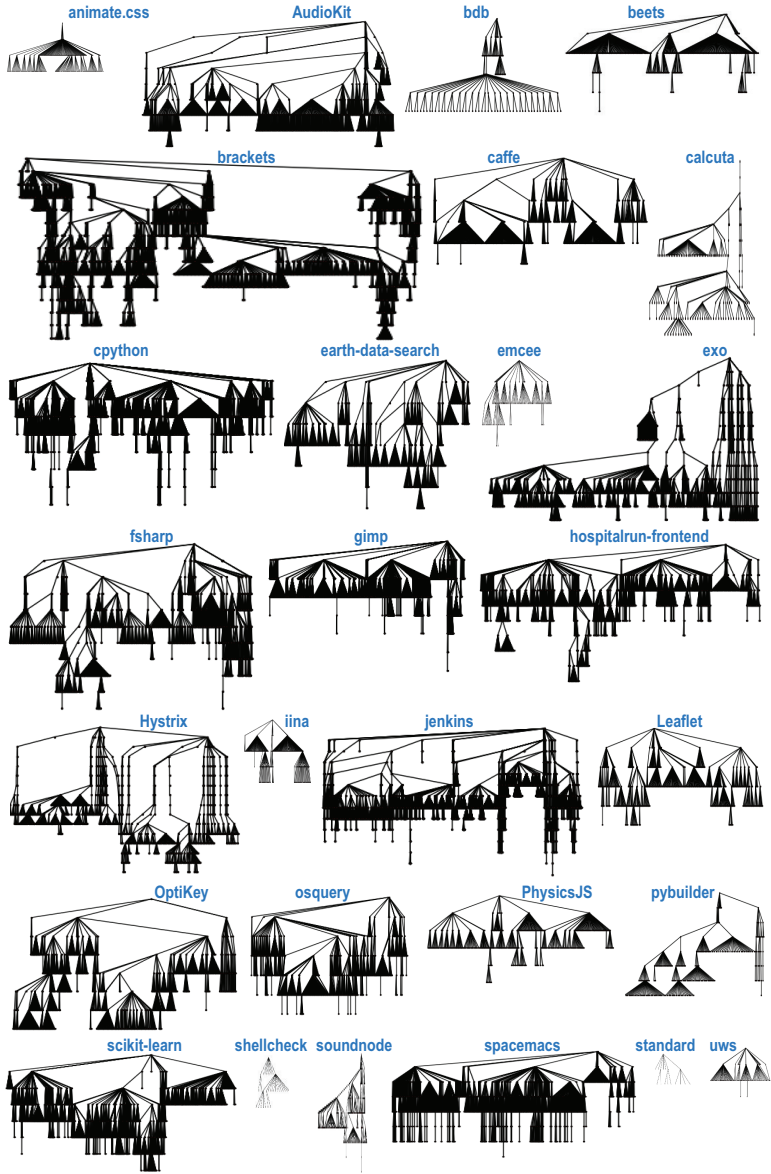 animate.css AudioKit bdb beets
brackets caffe calcuta
cpython earth-data-search emcee exo
fsharp gimp hospitalrun-frontend
Hystrix iina jenkins Leaflet
OptiKey osquery PhysicsJS pybuilder
scikit-learn shellcheck soundnode spacemacs standard uws